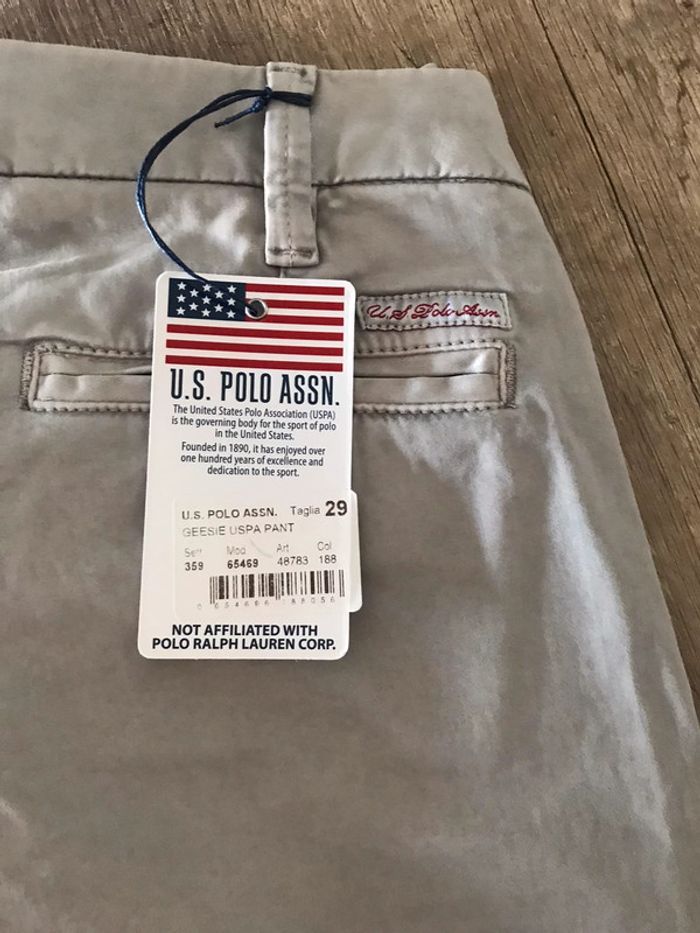 U.S. Polo Assn
U.S. POLO ASSN.
The United States Polo Association (USPA)
is the governing body for the sport of polo
in the United States.
Founded in 1890, it has enjoyed over
one hundred years of excellence and
dedication to the sport.
U.S. POLO ASSN. Taglia 29
GEESIE USPA PANT
Mod Art Col
359 65469 48783 188
NOT AFFILIATED WITH
POLO RALPH LAUREN CORP.